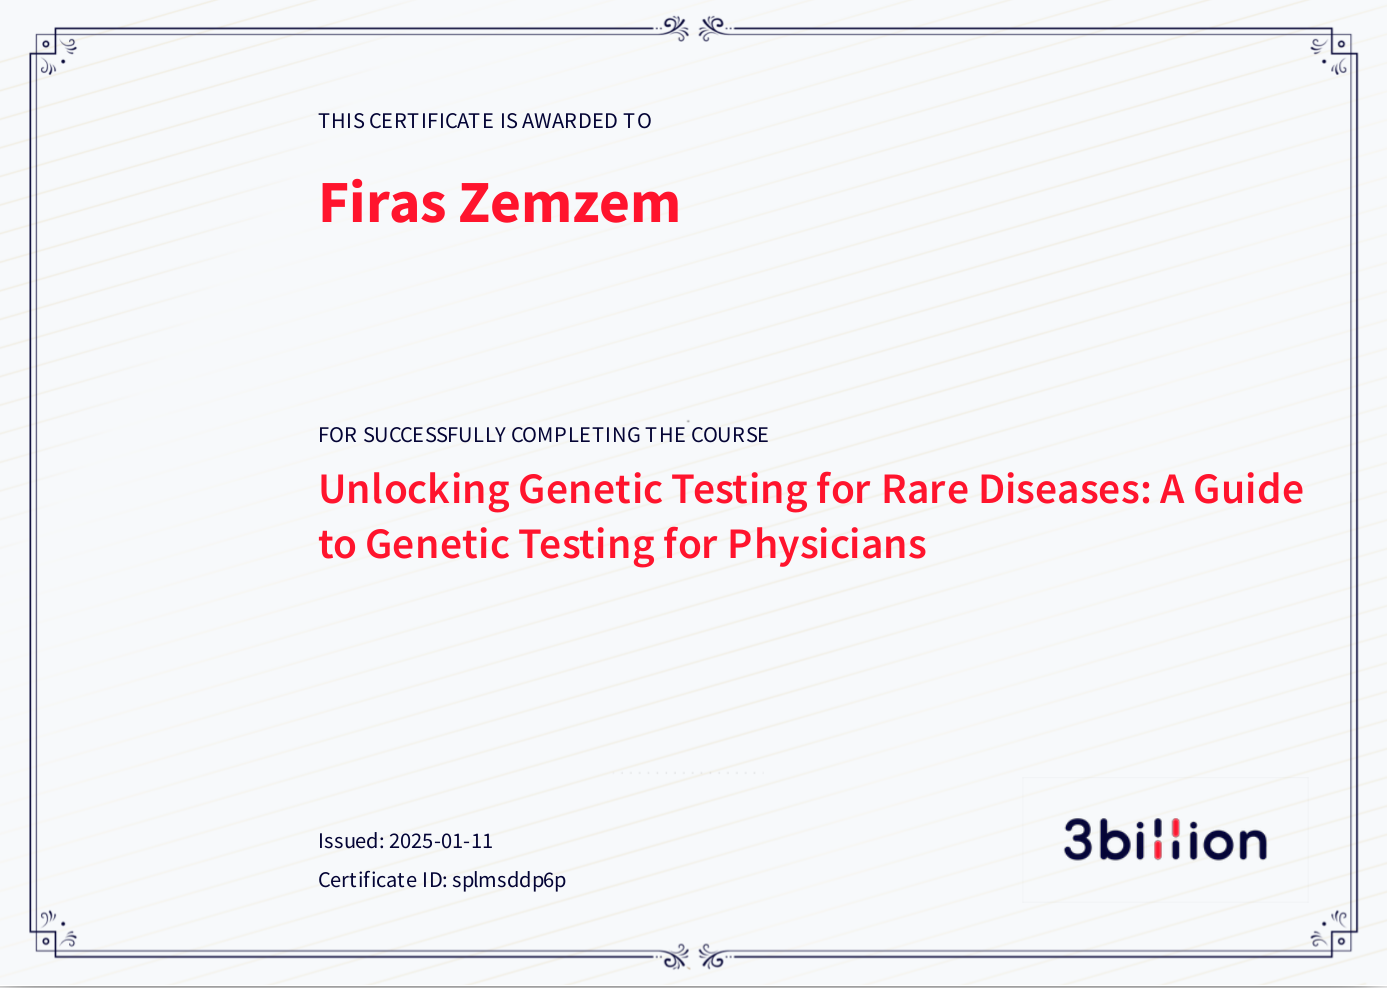 THIS CERTIFICATE IS AWARDED TO
Firas Zemzem
FOR SUCCESSFULLY COMPLETING THE COURSE
Unlocking Genetic Testing for Rare Diseases: A Guide
to Genetic Testing for Physicians
Issued: 2025-01-11
Certificate ID: splmsddp6p
3billion